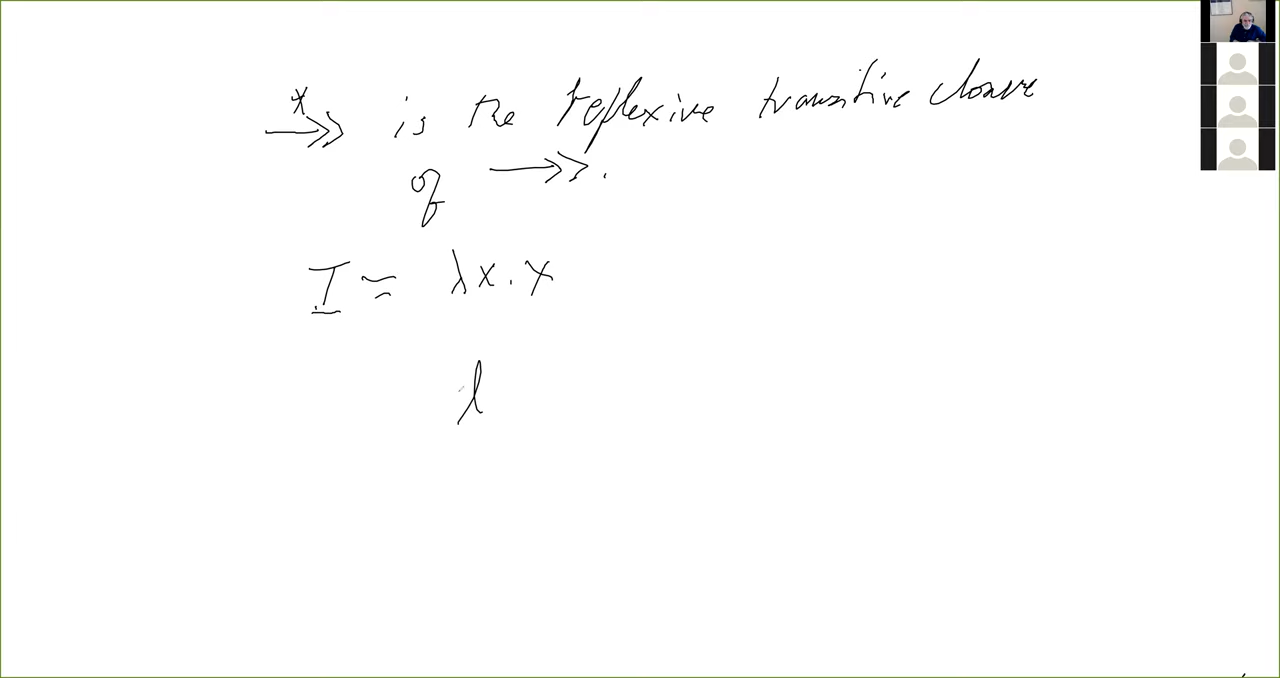 ↠* is the reflexive transitive closure
of ↠.
I ≃ λx.x